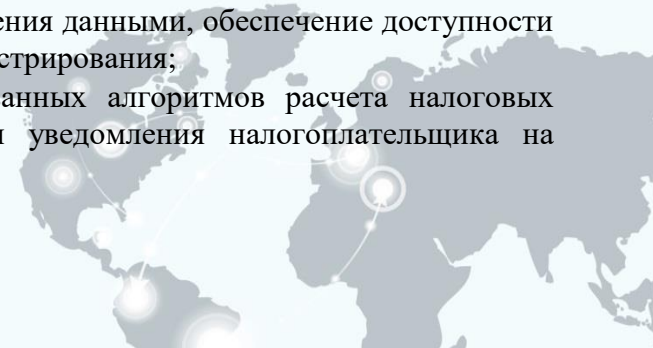 ения данными, обеспечение доступности
стрирования;
анных алгоритмов расчета налоговых
уведомления налогоплательщика на